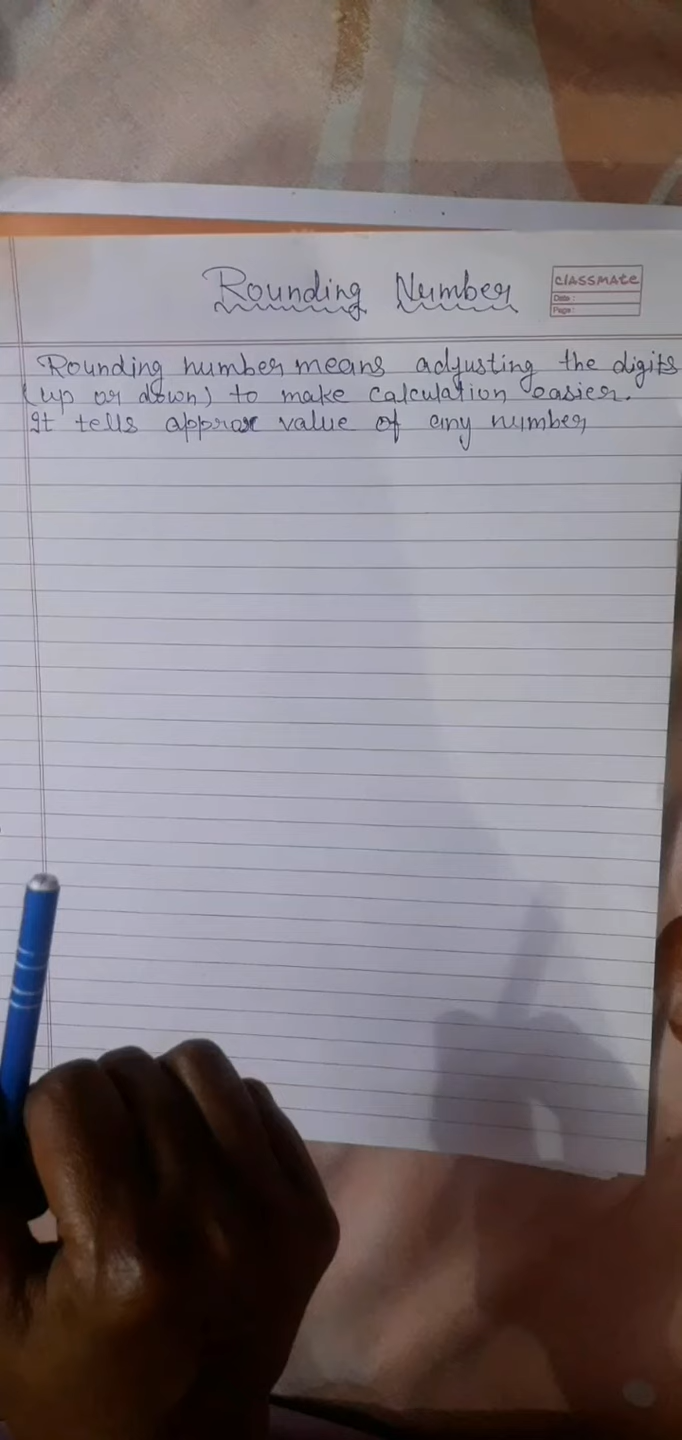 Rounding Number
CLASSMATE
Date :
Page :
Rounding number means adjusting the digits
(up or down) to make calculation easier.
It tells approx value of any number